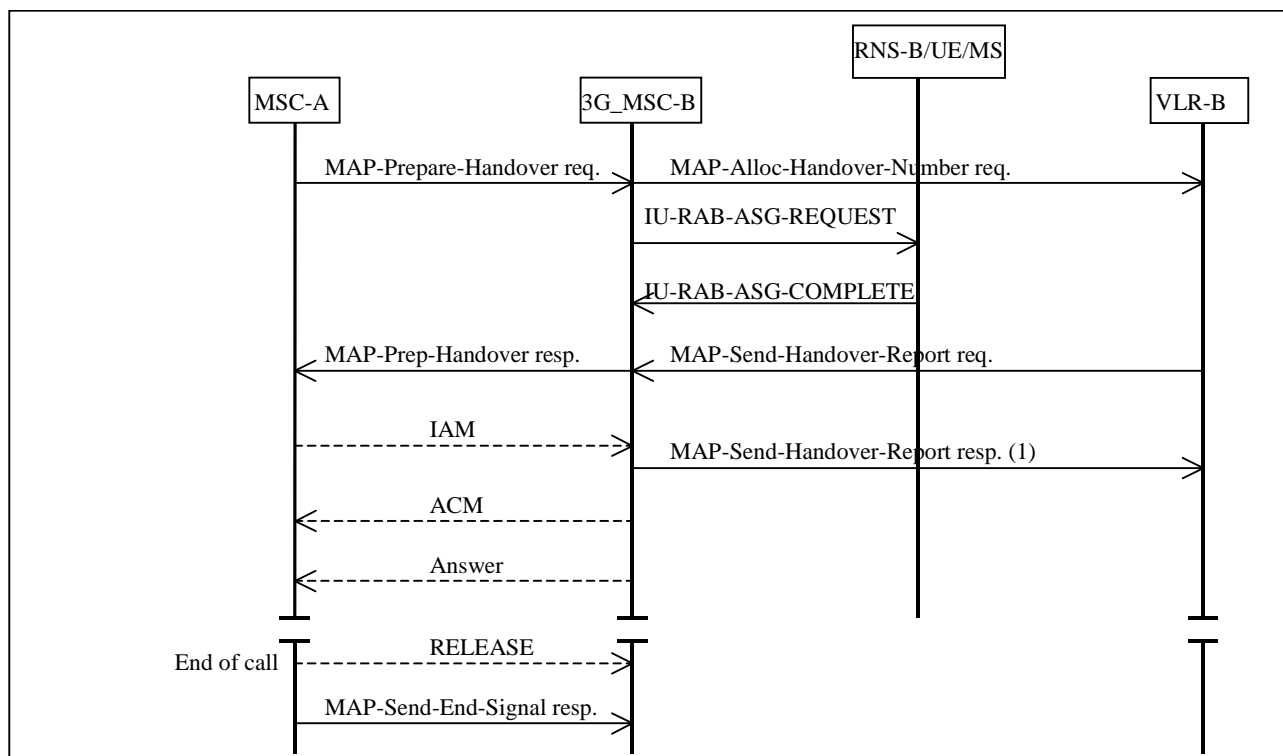 RNS-B/UE/MS
MSC-A
3G_MSC-B
VLR-B
MAP-Prepare-Handover req.
MAP-Alloc-Handover-Number req.
IU-RAB-ASG-REQUEST
IU-RAB-ASG-COMPLETE
MAP-Prep-Handover resp.
MAP-Send-Handover-Report req.
IAM
MAP-Send-Handover-Report resp. (1)
ACM
Answer
RELEASE
End of call
MAP-Send-End-Signal resp.